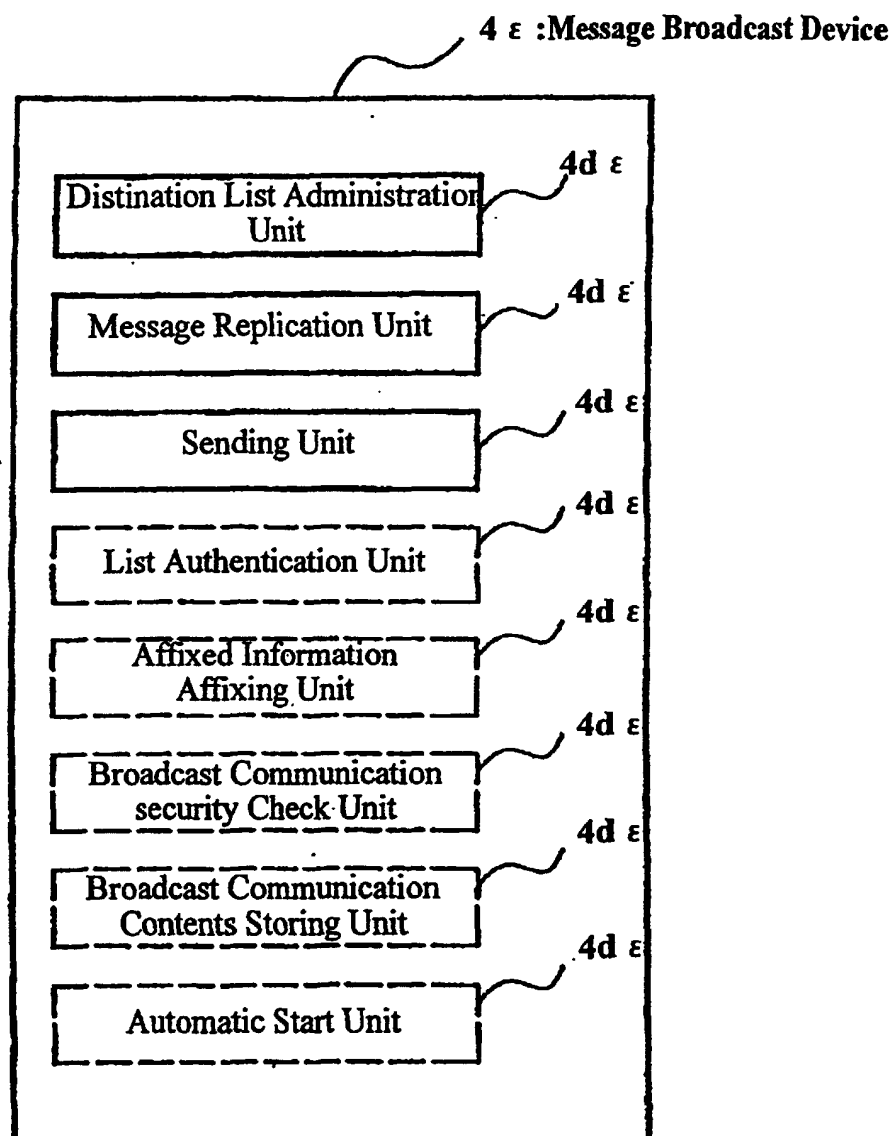 4 ε :Message Broadcast Device
4d ε
Distination List Administration
Unit
4d ε
Message Replication Unit
4d ε
Sending Unit
4d ε
List Authentication Unit
4d ε
Affixed Information
Affixing Unit
4d ε
Broadcast Communication
security Check Unit
4d ε
Broadcast Communication
Contents Storing Unit
4d ε
Automatic Start Unit